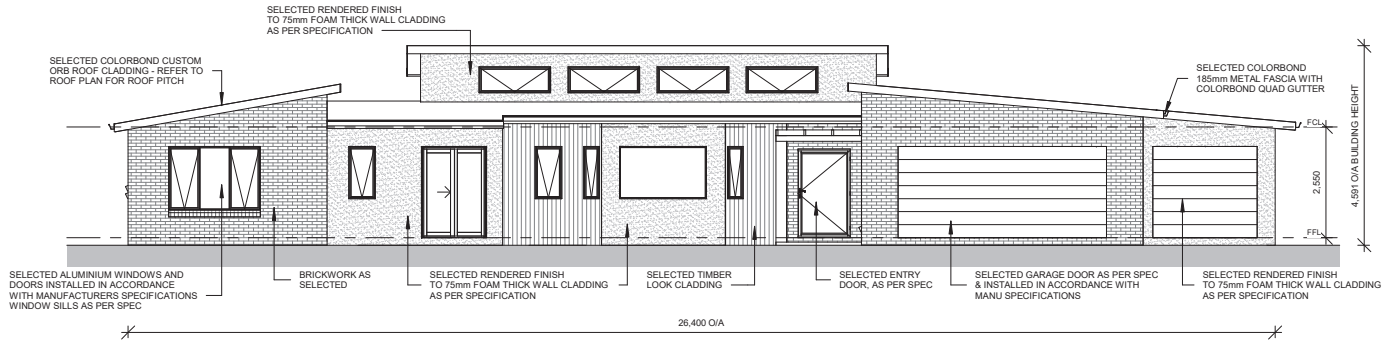 SELECTED RENDERED FINISH
TO 75mm FOAM THICK WALL CLADDING
AS PER SPECIFICATION
SELECTED COLORBOND CUSTOM
ORB ROOF CLADDING - REFER TO
ROOF PLAN FOR ROOF PITCH
SELECTED COLORBOND
185mm METAL FASCIA WITH
COLORBOND QUAD GUTTER
FCL
2,550
4,591 O/A BUILDING HEIGHT
FFL
SELECTED ALUMINIUM WINDOWS AND
DOORS INSTALLED IN ACCORDANCE
WITH MANUFACTURERS SPECIFICATIONS
WINDOW SILLS AS PER SPEC
BRICKWORK AS
SELECTED
SELECTED RENDERED FINISH
TO 75mm FOAM THICK WALL CLADDING
AS PER SPECIFICATION
SELECTED TIMBER
LOOK CLADDING
SELECTED ENTRY
DOOR, AS PER SPEC
SELECTED GARAGE DOOR AS PER SPEC
& INSTALLED IN ACCORDANCE WITH
MANU SPECIFICATIONS
SELECTED RENDERED FINISH
TO 75mm FOAM THICK WALL CLADDING
AS PER SPECIFICATION
26,400 O/A